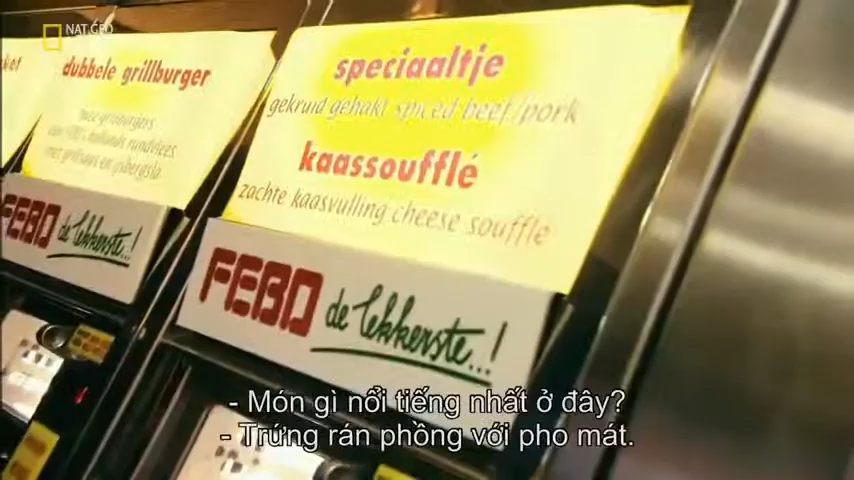 NAT GEO
dubbele grillburger
speciaaltje
gekruid gehakt spiced beef/pork
kaassoufflé
zachte kaasvulling cheese souffle
FEBO de lekkerste..!
FEBO de lekkerste..!
- Món gì nổi tiếng nhất ở đây?
- Trứng rán phồng với pho mát.